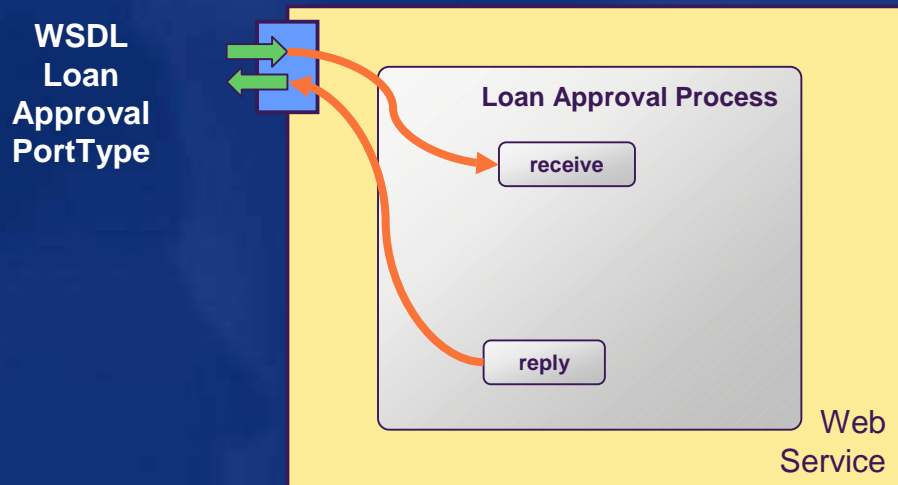 WSDL
Loan
Approval
PortType
Loan Approval Process
receive
reply
Web
Service